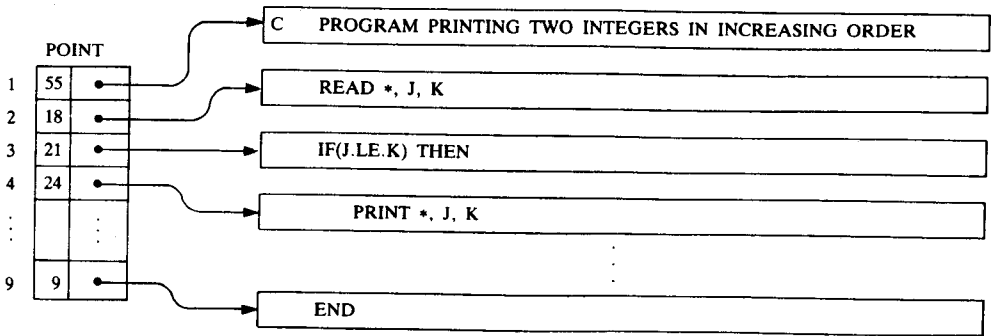 C PROGRAM PRINTING TWO INTEGERS IN INCREASING ORDER
POINT
1 55
READ *, J, K
2 18
3 21 IF(J.LE.K) THEN
4 24
PRINT *, J, K
9 9
END